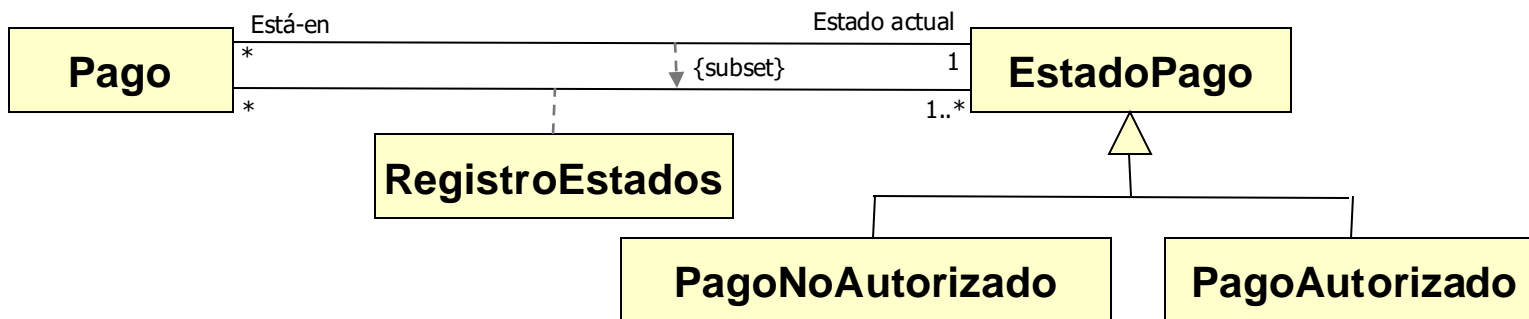 Está-en
Estado actual
Pago
*
{subset}
1
EstadoPago
*
1..*
RegistroEstados
PagoNoAutorizado
PagoAutorizado